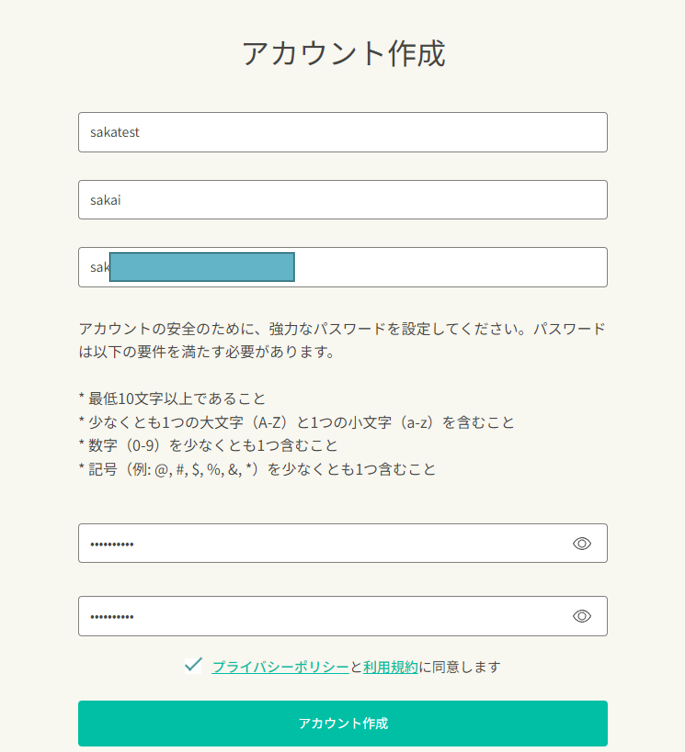 アカウント作成
sakatest
sakai
sak
アカウントの安全のために、強力なパスワードを設定してください。パスワード
は以下の要件を満たす必要があります。
* 最低10文字以上であること
* 少なくとも1つの大文字（A-Z）と1つの小文字（a-z）を含むこと
* 数字（0-9）を少なくとも1つ含むこと
* 記号（例: @, #, $, %, &, *）を少なくとも1つ含むこと
••••••••••
••••••••••
プライバシーポリシーと利用規約に同意します
アカウント作成